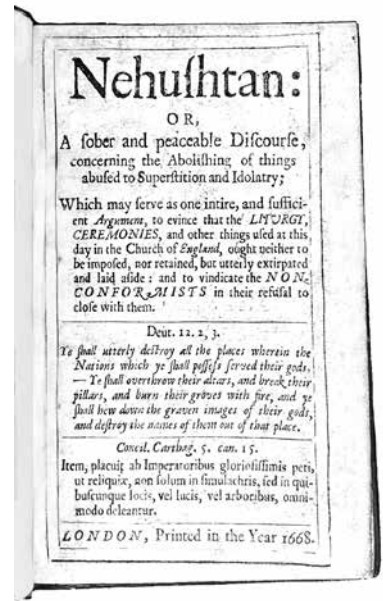 Nehuſhtan:
OR,
A ſober and peaceable Diſcourſe,
concerning the Aboliſhing of things
abuſed to Superſtition and Idolatry;
Which may ſerve as one intire, and ſuffici-
ent Argument, to evince that the LITURGY,
CEREMONIES, and other things uſed at this
day in the Church of England, ought neither to
be impoſed, nor retained, but utterly extirpated
and laid aſide: and to vindicate the NON-
CONFORMISTS in their refuſal to
cloſe with them.
Deut. 12. 2, 3.
Ye ſhall utterly deſtroy all the places wherein the
Nations which ye ſhall poſſeſs ſerved their gods,
— Ye ſhall overthrow their altars, and break their
pillars, and burn their groves with fire, and ye
ſhall hew down the graven images of their gods,
and deſtroy the names of them out of that place.
Concil. Carthag. 5. can. 15.
Item, placuit ab Imperatoribus glorioſiſſimis peti,
ut reliquiæ, non ſolum in ſimulachris, ſed in qui-
buſcunque locis, vel lucis, vel arboribus, omni-
modo deleantur.
LONDON, Printed in the Year 1668.